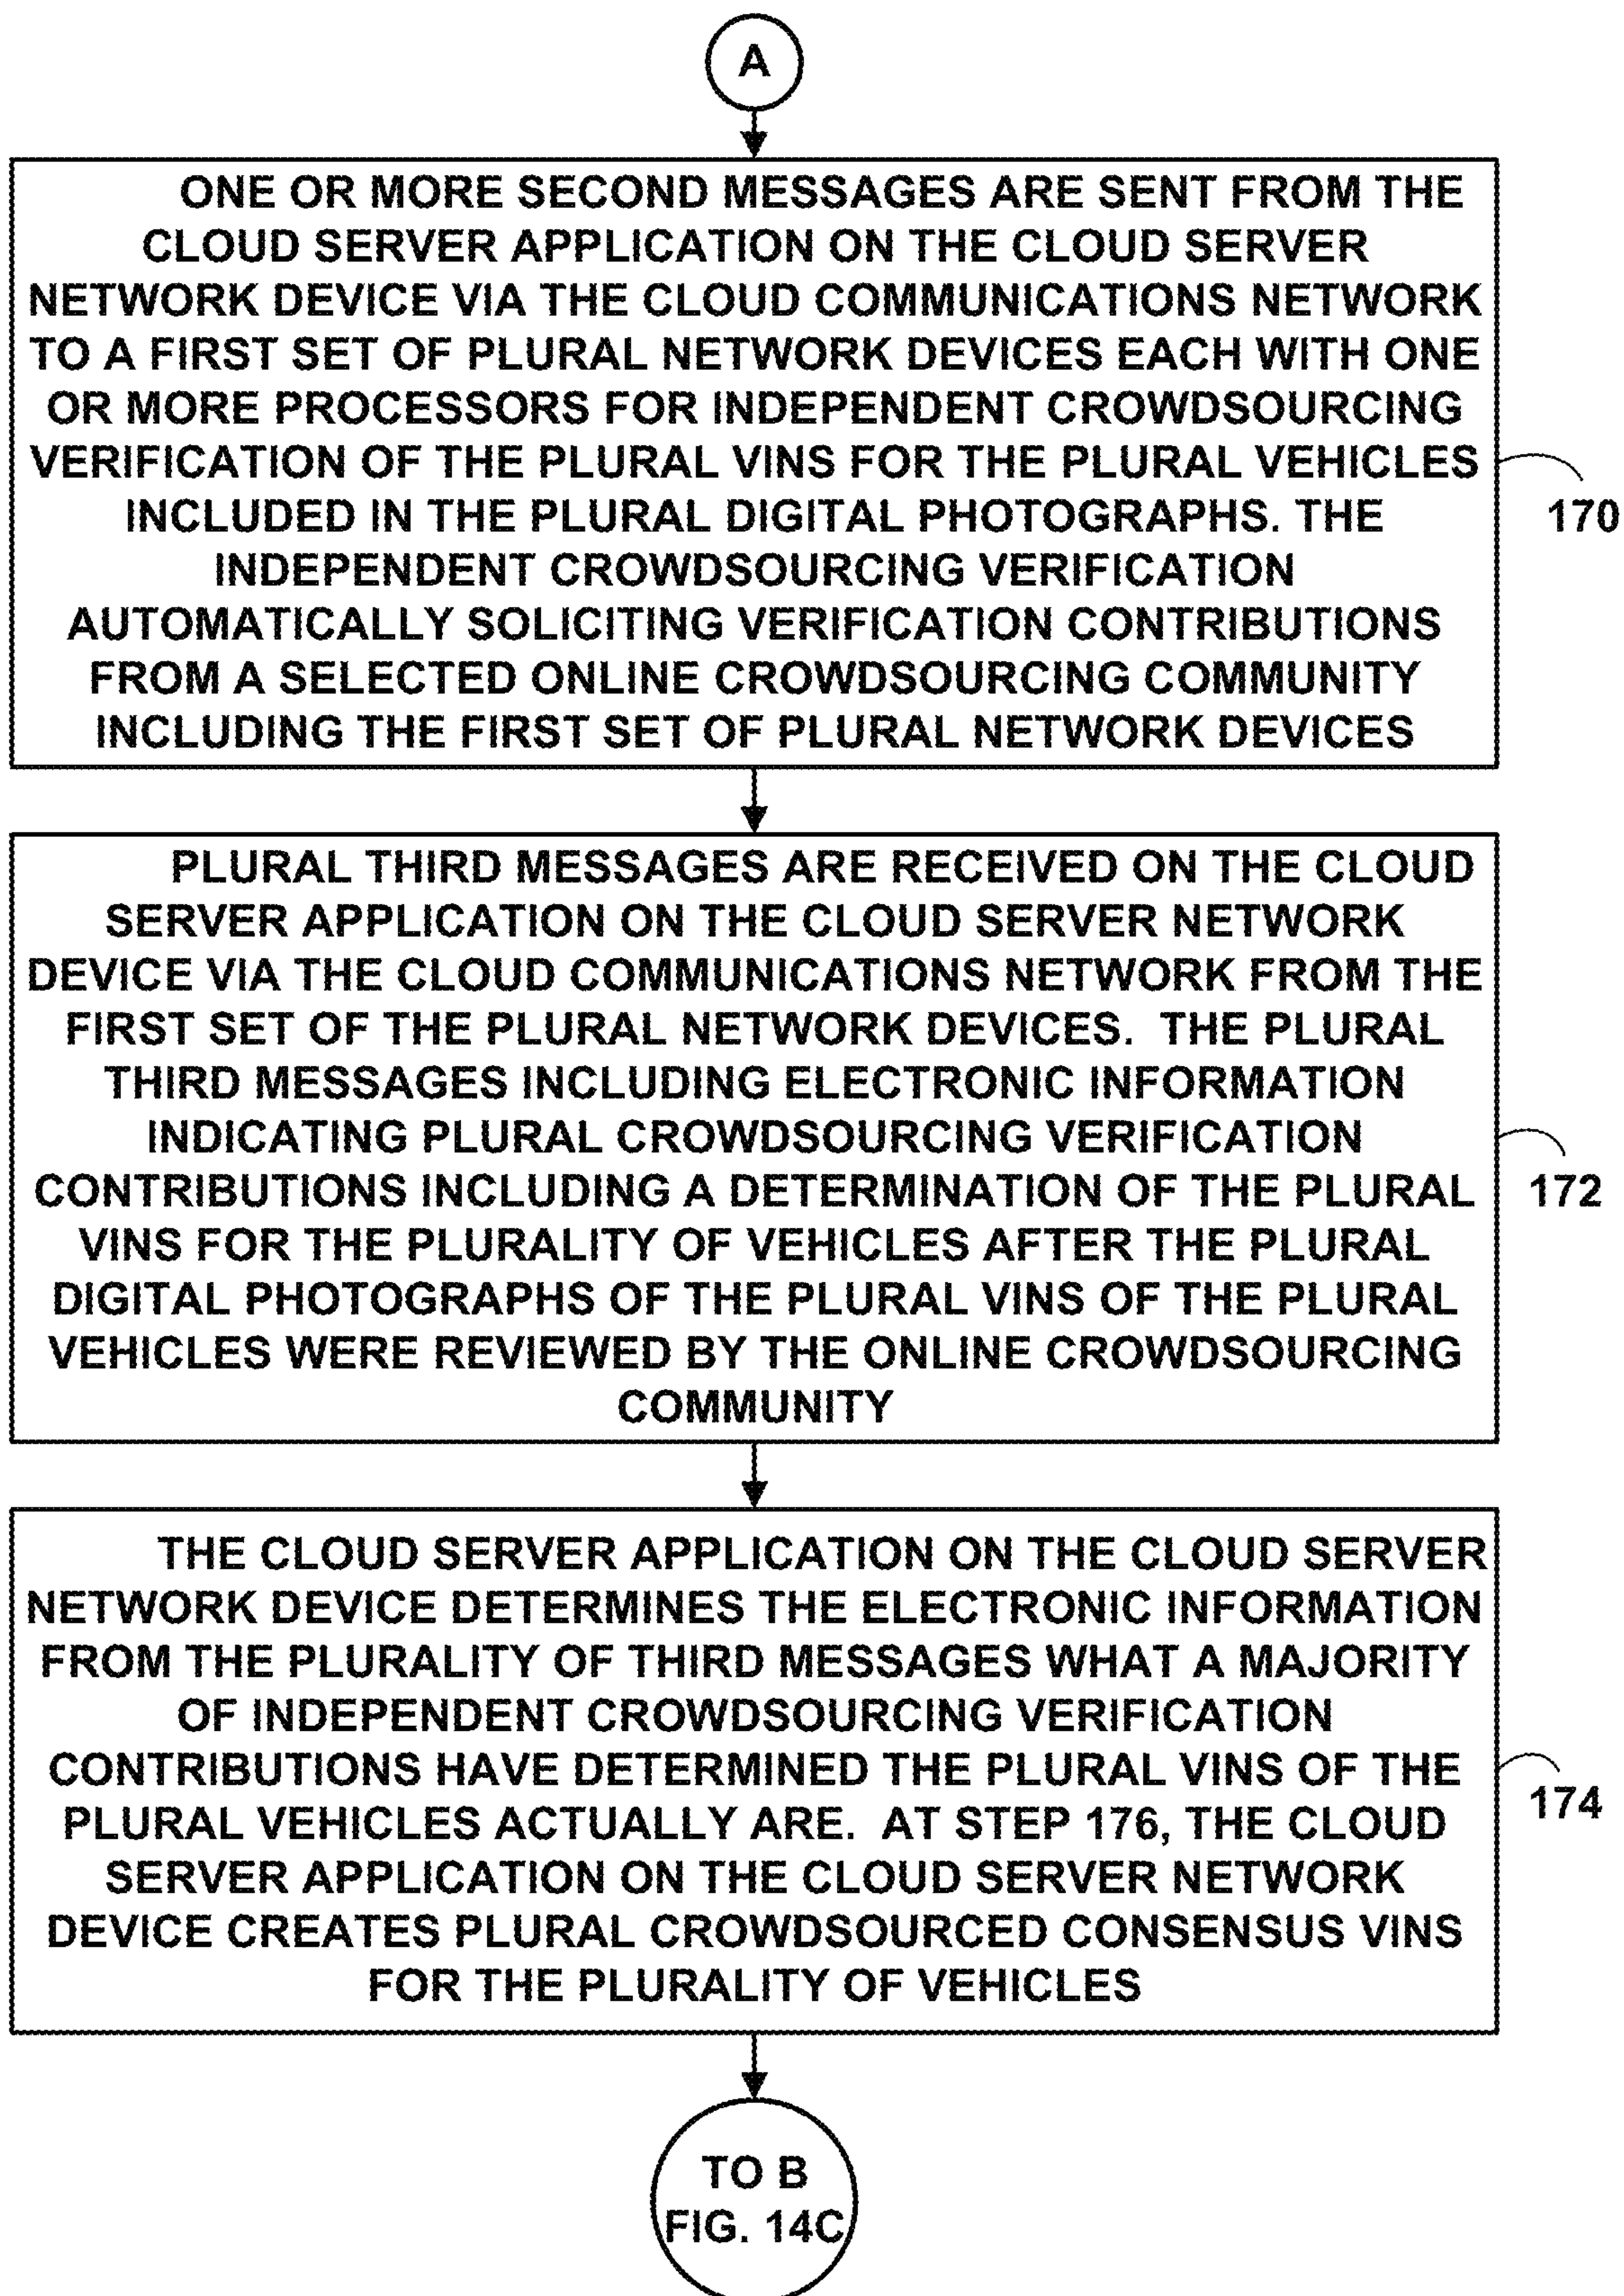 A
ONE OR MORE SECOND MESSAGES ARE SENT FROM THE
CLOUD SERVER APPLICATION ON THE CLOUD SERVER
NETWORK DEVICE VIA THE CLOUD COMMUNICATIONS NETWORK
TO A FIRST SET OF PLURAL NETWORK DEVICES EACH WITH ONE
OR MORE PROCESSORS FOR INDEPENDENT CROWDSOURCING
VERIFICATION OF THE PLURAL VINS FOR THE PLURAL VEHICLES
INCLUDED IN THE PLURAL DIGITAL PHOTOGRAPHS. THE
INDEPENDENT CROWDSOURCING VERIFICATION
AUTOMATICALLY SOLICITING VERIFICATION CONTRIBUTIONS
FROM A SELECTED ONLINE CROWDSOURCING COMMUNITY
INCLUDING THE FIRST SET OF PLURAL NETWORK DEVICES
170
PLURAL THIRD MESSAGES ARE RECEIVED ON THE CLOUD
SERVER APPLICATION ON THE CLOUD SERVER NETWORK
DEVICE VIA THE CLOUD COMMUNICATIONS NETWORK FROM THE
FIRST SET OF THE PLURAL NETWORK DEVICES. THE PLURAL
THIRD MESSAGES INCLUDING ELECTRONIC INFORMATION
INDICATING PLURAL CROWDSOURCING VERIFICATION
CONTRIBUTIONS INCLUDING A DETERMINATION OF THE PLURAL
VINS FOR THE PLURALITY OF VEHICLES AFTER THE PLURAL
DIGITAL PHOTOGRAPHS OF THE PLURAL VINS OF THE PLURAL
VEHICLES WERE REVIEWED BY THE ONLINE CROWDSOURCING
COMMUNITY
172
THE CLOUD SERVER APPLICATION ON THE CLOUD SERVER
NETWORK DEVICE DETERMINES THE ELECTRONIC INFORMATION
FROM THE PLURALITY OF THIRD MESSAGES WHAT A MAJORITY
OF INDEPENDENT CROWDSOURCING VERIFICATION
CONTRIBUTIONS HAVE DETERMINED THE PLURAL VINS OF THE
PLURAL VEHICLES ACTUALLY ARE. AT STEP 176, THE CLOUD
SERVER APPLICATION ON THE CLOUD SERVER NETWORK
DEVICE CREATES PLURAL CROWDSOURCED CONSENSUS VINS
FOR THE PLURALITY OF VEHICLES
174
TO B
FIG. 14C